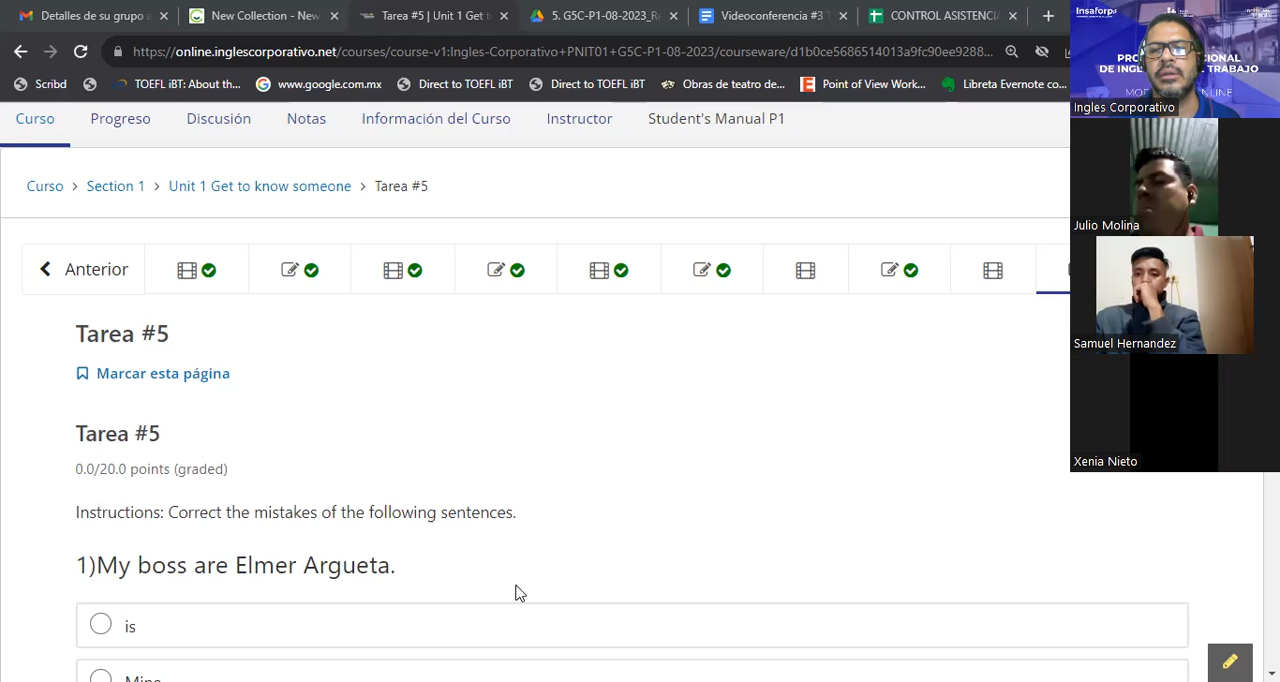 Detalles de su grupo a
New Collection - New
Tarea #5 | Unit 1 Get t
5. G5C-P1-08-2023_R
Videoconferencia #3 T
CONTROL ASISTENCIA
https://online.inglescorporativo.net/courses/course-v1:Ingles-Corporativo+PNIT01+G5C-P1-08-2023/courseware/d1b0ce5686514013a9fc90ee9288...
Scribd
TOEFL iBT: About th...
www.google.com.mx
Direct to TOEFL iBT
Direct to TOEFL iBT
Obras de teatro de...
Point of View Work...
Libreta Evernote co...
Curso
Progreso
Discusión
Notas
Información del Curso
Instructor
Student's Manual P1
Curso > Section 1 > Unit 1 Get to know someone > Tarea #5
Anterior
Tarea #5
Marcar esta página
Tarea #5
0.0/20.0 points (graded)
Instructions: Correct the mistakes of the following sentences.
1)My boss are Elmer Argueta.
is
Mine
Insaforp
DE INGL
TRABAJO
Ingles Corporativo
Julio Molina
Samuel Hernandez
Xenia Nieto